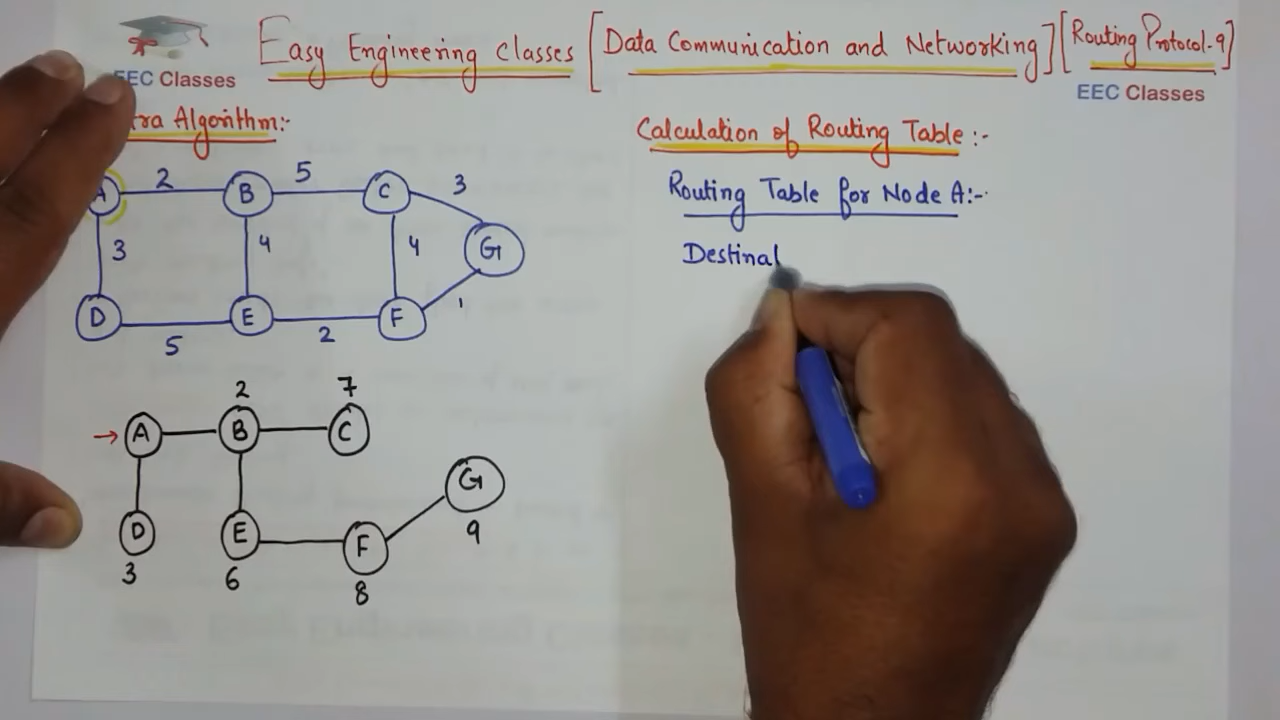 EEC Classes
Easy Engineering Classes [Data Communication and Networking] [Routing Protocol-9]
EEC Classes
tra Algorithm:-
A 2 B 5 C 3
3 4 4 G
D 5 E 2 F 1
2 7
→ A B C
G
9
D E F
3 6 8
Calculation of Routing Table:-
Routing Table for Node A:-
Destinat